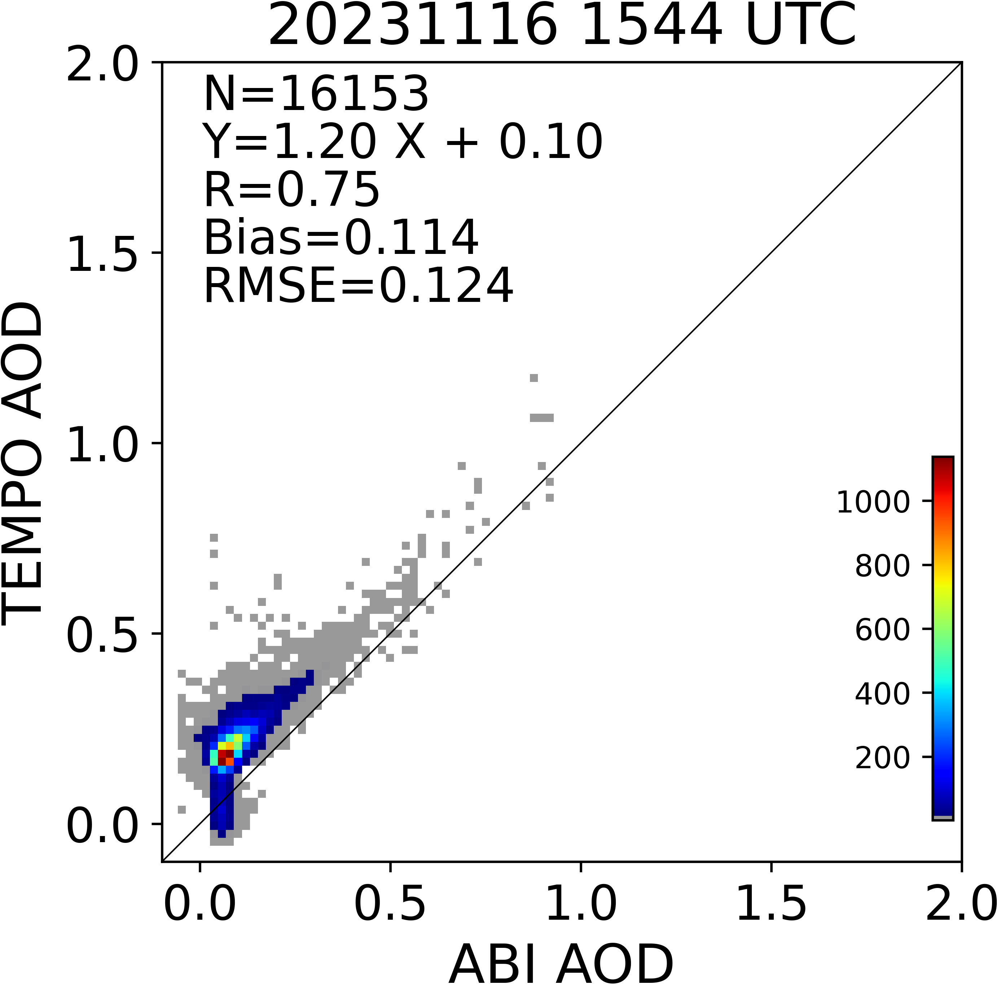 20231116 1544 UTC
N=16153
Y=1.20 X + 0.10
R=0.75
Bias=0.114
RMSE=0.124
TEMPO AOD
2.0
1.5
1.0
0.5
0.0
1000
800
600
400
200
0.0 0.5 1.0 1.5 2.0
ABI AOD